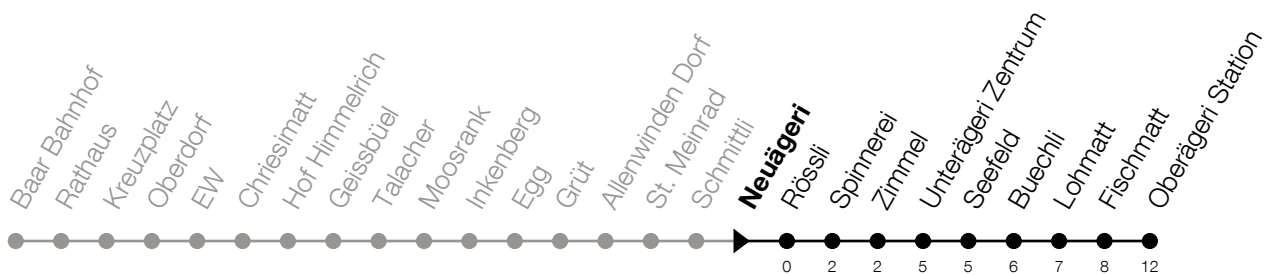 Baar Bahnhof
Rathaus
Kreuzplatz
Oberdorf
EW
Chriesimatt
Hof Himmelrich
Geissbüel
Talacher
Moosrank
Inkenberg
Egg
Grüt
Allenwinden Dorf
St. Meinrad
Schmittli
Neuägeri
Rössli
Spinnerei
Zimmel
Unterägeri Zentrum
Seefeld
Buechli
Lohmatt
Fischmatt
Oberägeri Station
0 2 2 5 5 6 7 8 12